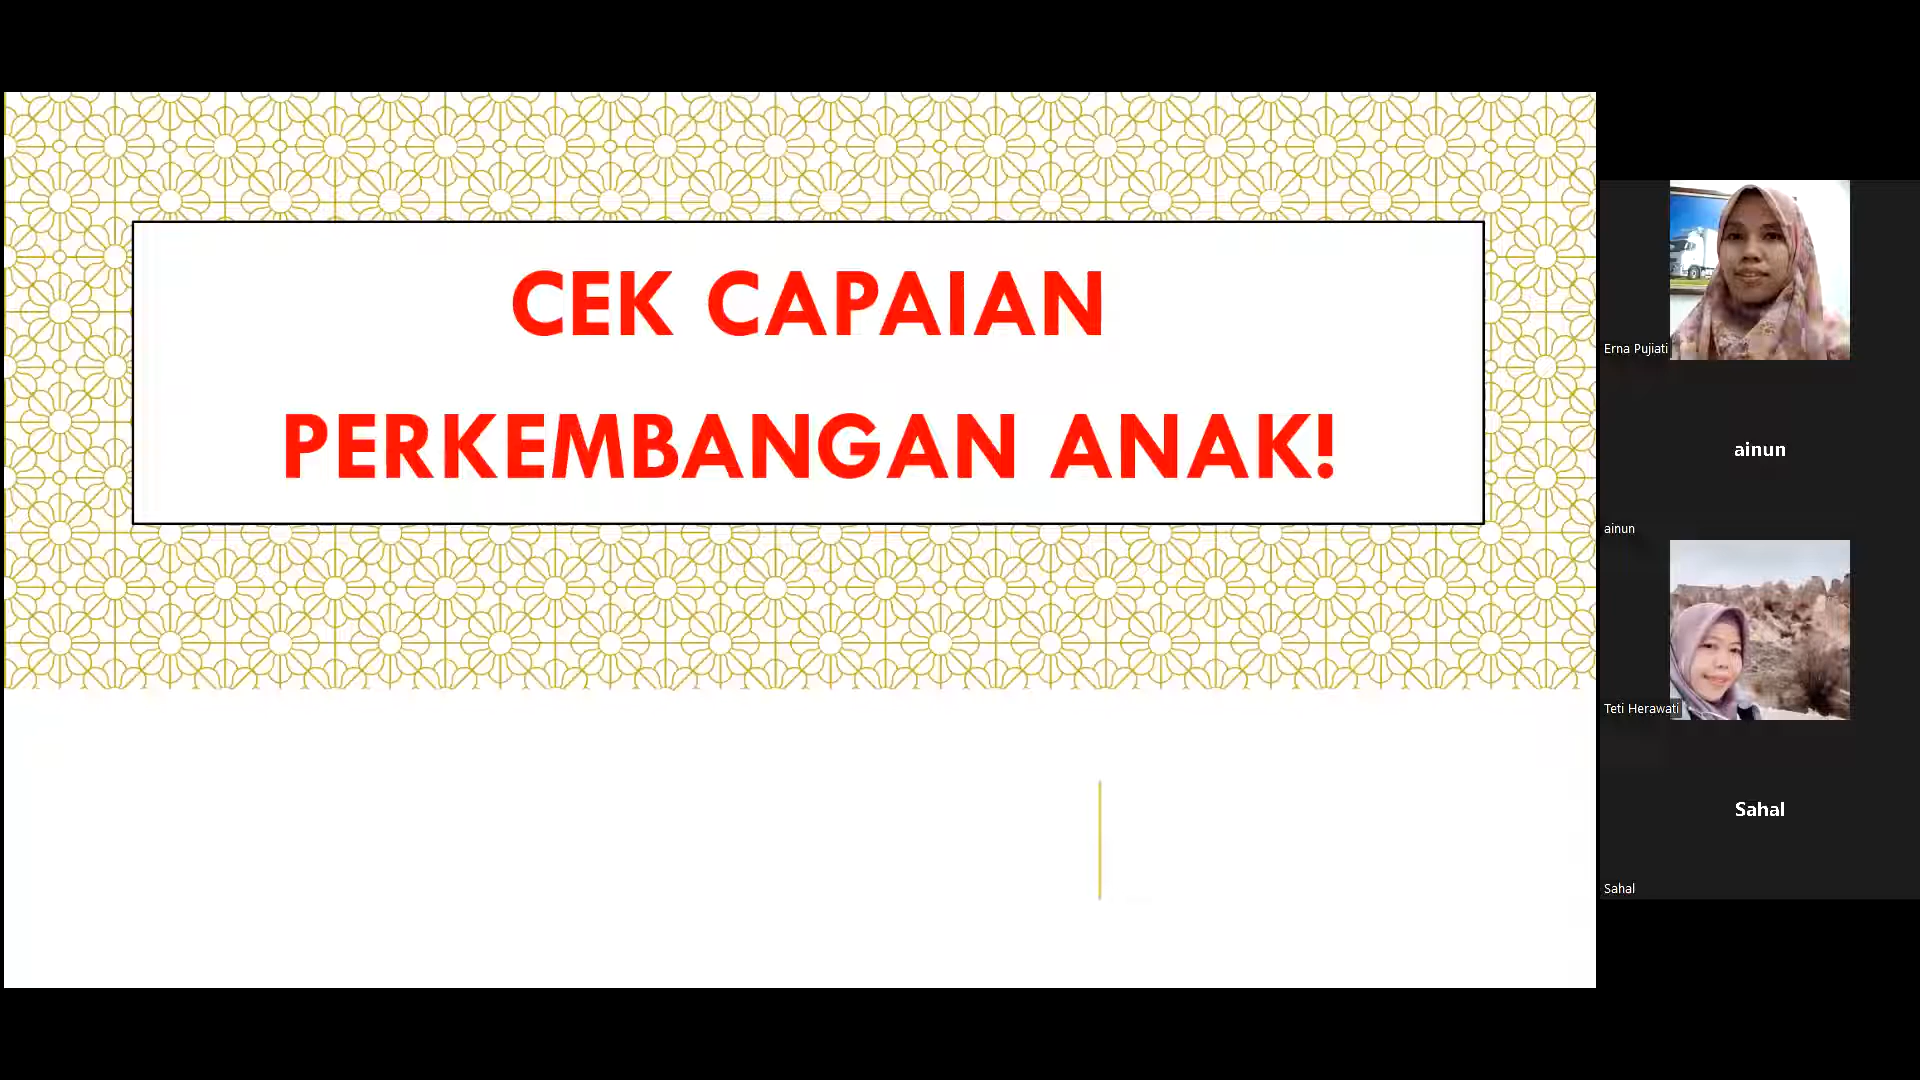 CEK CAPAIAN
PERKEMBANGAN ANAK!
Erna Pujiati
ainun
ainun
Teti Herawati
Sahal
Sahal